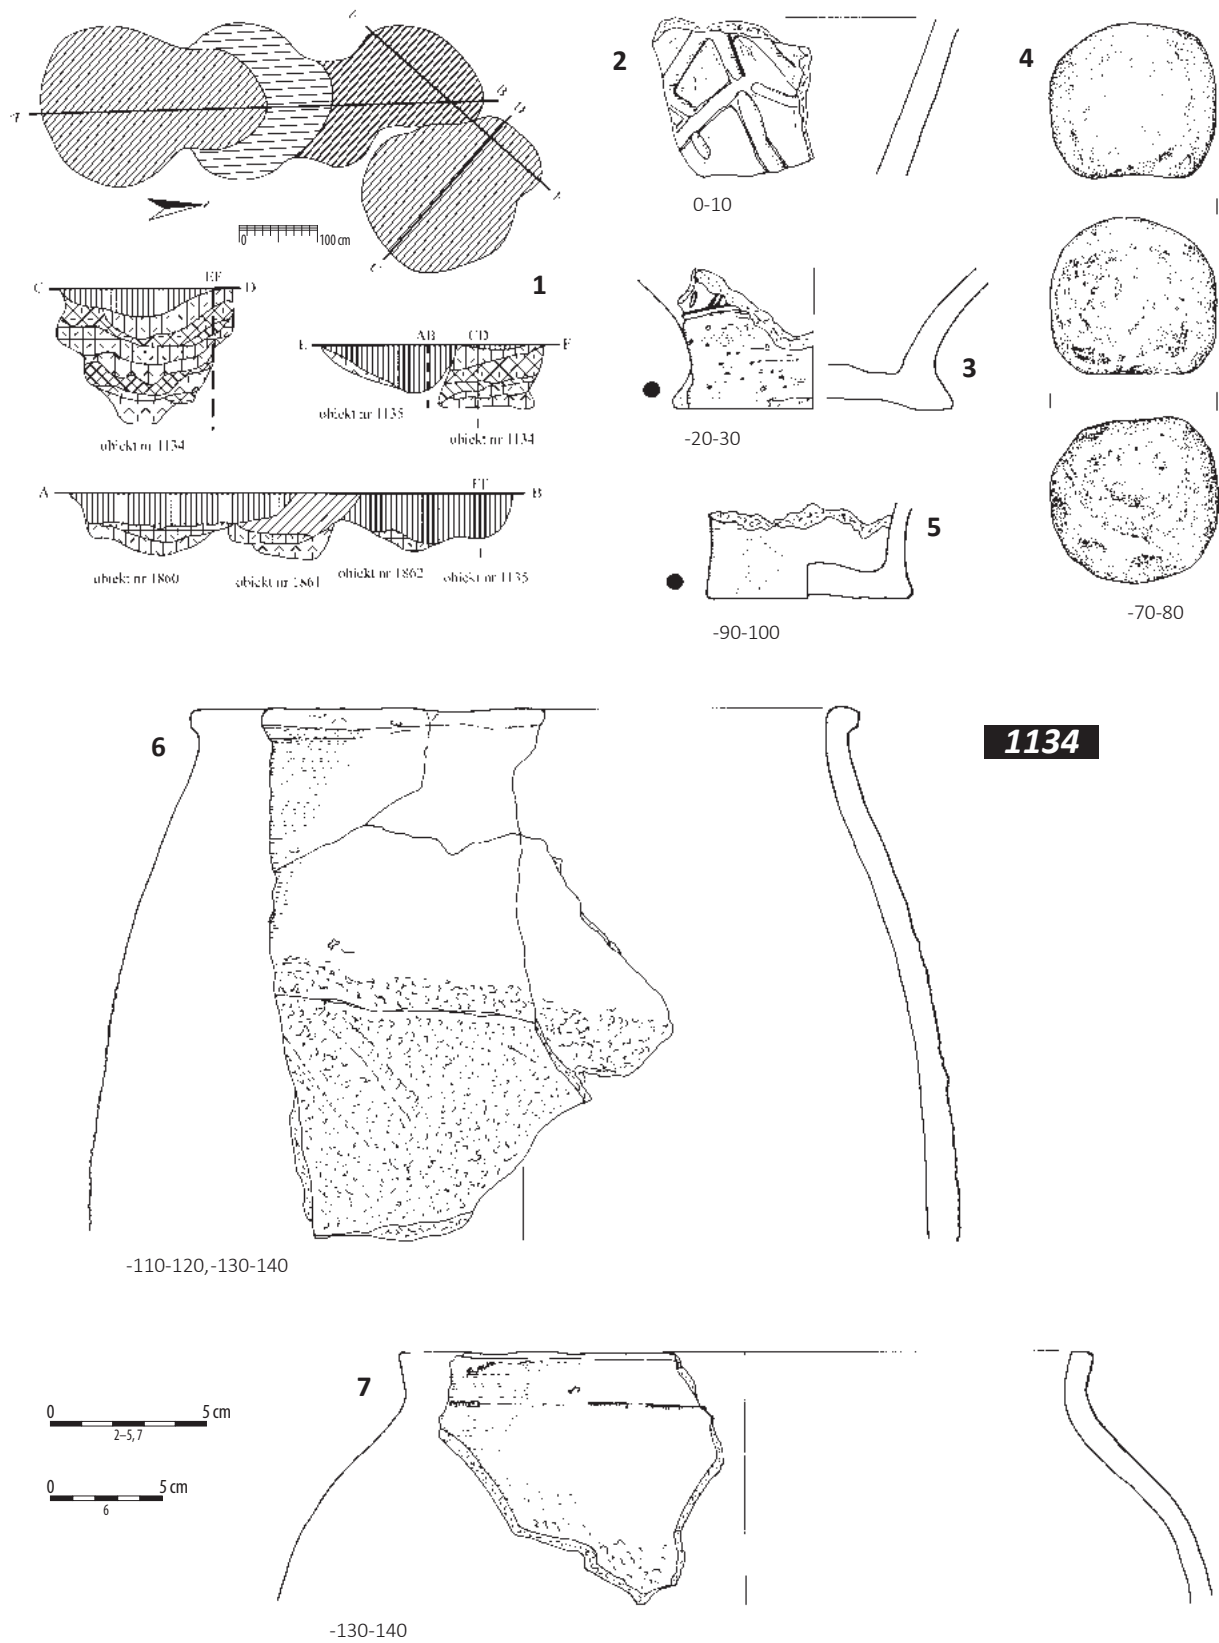 A
B
D
C
0 100 cm
1
C EF D
obiekt nr 1134
E AB CD F
obiekt nr 1135
obiekt nr 1134
A EF B
obiekt nr 1860
obiekt nr 1861
obiekt nr 1862
obiekt nr 1135
2
0-10
3
-20-30
4
-70-80
5
-90-100
1134
6
-110-120,-130-140
7
-130-140
0 5 cm
2–5,7
0 5 cm
6